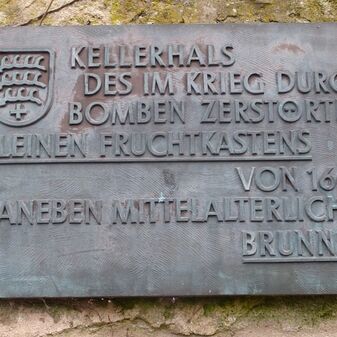 KELLERHALS
DES IM KRIEG DURC
BOMBEN ZERSTÖRT
LEINEN FRUCHTKASTENS
VON 16
ANEBEN MITTELALTERLICH
BRUNN